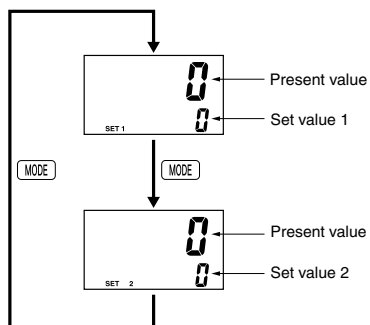 0
Present value
SET 1
0
Set value 1
MODE
MODE
0
Present value
SET 2
0
Set value 2